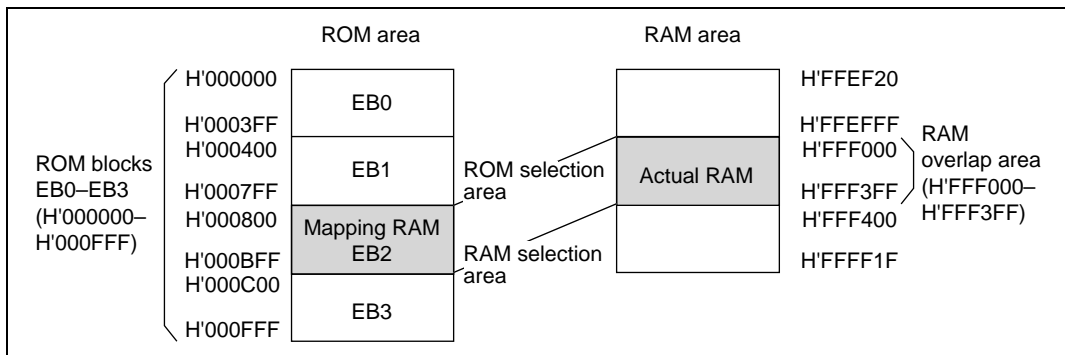 ROM area
RAM area
ROM blocks
EB0–EB3
(H'000000–
H'000FFF)
H'000000
H'0003FF
H'000400
H'0007FF
H'000800
H'000BFF
H'000C00
H'000FFF
EB0
EB1
Mapping RAM
EB2
EB3
ROM selection
area
RAM selection
area
Actual RAM
H'FFEF20
H'FFEFFF
H'FFF000
H'FFF3FF
H'FFF400
H'FFFF1F
RAM
overlap area
(H'FFF000–
H'FFF3FF)